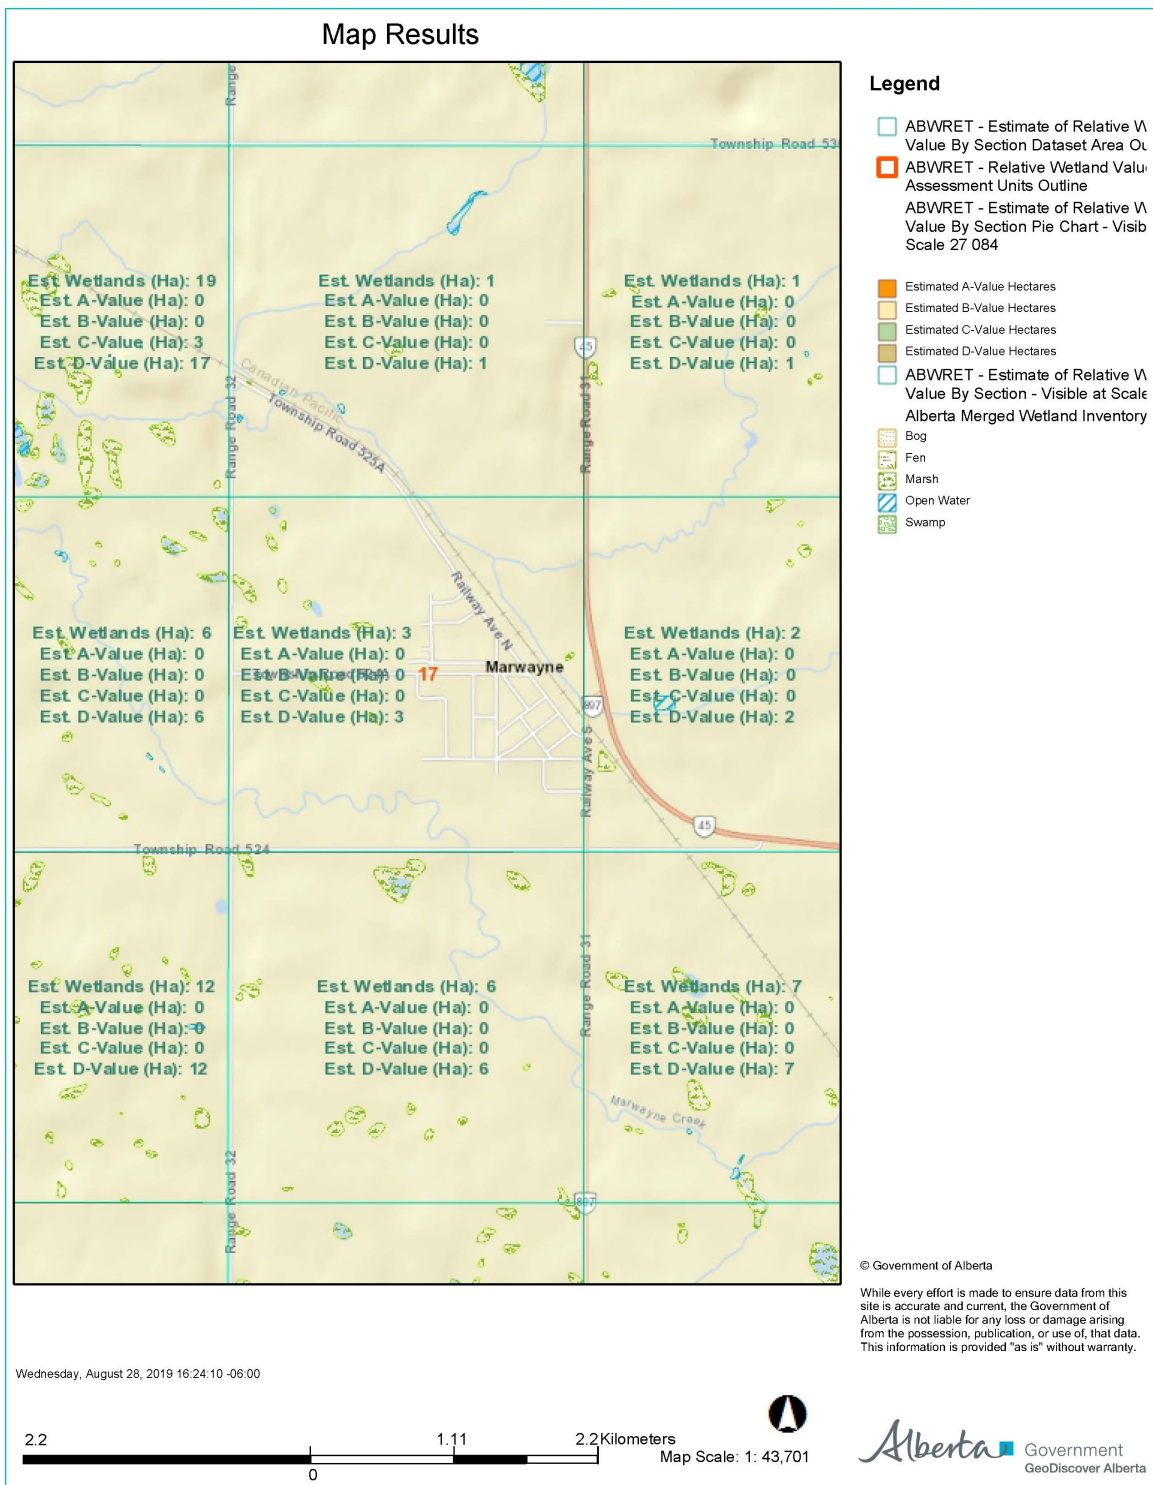 Map Results
Range
Township Road 53
Est. Wetlands (Ha): 19
Est. A-Value (Ha): 0
Est. B-Value (Ha): 0
Est. C-Value (Ha): 3
Est. D-Value (Ha): 17
Est. Wetlands (Ha): 1
Est. A-Value (Ha): 0
Est. B-Value (Ha): 0
Est. C-Value (Ha): 0
Est. D-Value (Ha): 1
Est. Wetlands (Ha): 1
Est. A-Value (Ha): 0
Est. B-Value (Ha): 0
Est. C-Value (Ha): 0
Est. D-Value (Ha): 1
45
Canadian Pacific
Township Road 525A
Range Road 32
Range Road 31
Railway Ave N
Est. Wetlands (Ha): 6
Est. A-Value (Ha): 0
Est. B-Value (Ha): 0
Est. C-Value (Ha): 0
Est. D-Value (Ha): 6
Est. Wetlands (Ha): 3
Est. A-Value (Ha): 0
Est. B-Value (Ha): 0
Est. C-Value (Ha): 0
Est. D-Value (Ha): 3
17
Marwayne
Est. Wetlands (Ha): 2
Est. A-Value (Ha): 0
Est. B-Value (Ha): 0
Est. C-Value (Ha): 0
Est. D-Value (Ha): 2
897
Railway Ave S
45
Township Road 524
Range Road 31
Est. Wetlands (Ha): 12
Est. A-Value (Ha): 0
Est. B-Value (Ha): 0
Est. C-Value (Ha): 0
Est. D-Value (Ha): 12
Est. Wetlands (Ha): 6
Est. A-Value (Ha): 0
Est. B-Value (Ha): 0
Est. C-Value (Ha): 0
Est. D-Value (Ha): 6
Est. Wetlands (Ha): 7
Est. A-Value (Ha): 0
Est. B-Value (Ha): 0
Est. C-Value (Ha): 0
Est. D-Value (Ha): 7
Marwayne Creek
Range Road 32
897
Legend
ABWRET - Estimate of Relative W
Value By Section Dataset Area Ou
ABWRET - Relative Wetland Value
Assessment Units Outline
ABWRET - Estimate of Relative W
Value By Section Pie Chart - Visib
Scale 27 084
Estimated A-Value Hectares
Estimated B-Value Hectares
Estimated C-Value Hectares
Estimated D-Value Hectares
ABWRET - Estimate of Relative W
Value By Section - Visible at Scale
Alberta Merged Wetland Inventory
Bog
Fen
Marsh
Open Water
Swamp
© Government of Alberta
While every effort is made to ensure data from this
site is accurate and current, the Government of
Alberta is not liable for any loss or damage arising
from the possession, publication, or use of, that data.
This information is provided "as is" without warranty.
Wednesday, August 28, 2019 16:24:10 -06:00
2.2
1.11
2.2Kilometers
0
Map Scale: 1: 43,701
Alberta Government
GeoDiscover Alberta